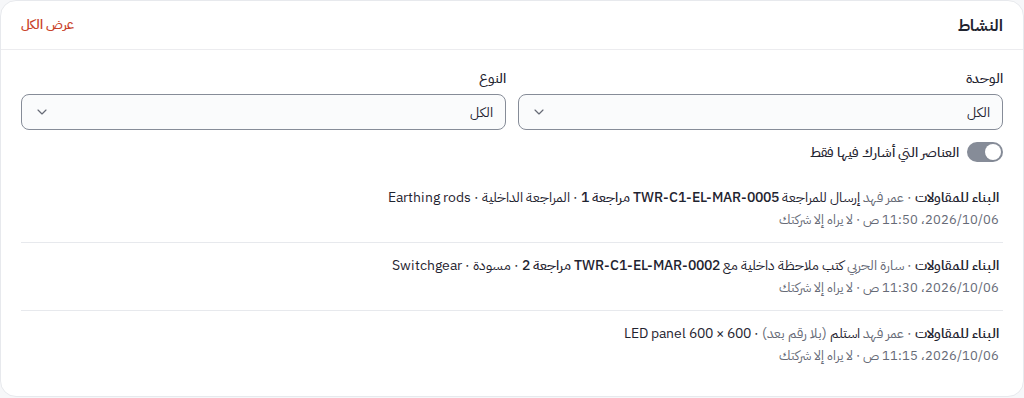 النشاط
عرض الكل
الوحدة
النوع
الكل
الكل
العناصر التي أشارك فيها فقط
البناء للمقاولات · عمر فهد إرسال للمراجعة TWR-C1-EL-MAR-0005 مراجعة 1 · المراجعة الداخلية · Earthing rods
2026/10/06، 11:50 ص · لا يراه إلا شركتك
البناء للمقاولات · سارة الحربي كتب ملاحظة داخلية مع TWR-C1-EL-MAR-0002 مراجعة 2 · مسودة · Switchgear
2026/10/06، 11:30 ص · لا يراه إلا شركتك
البناء للمقاولات · عمر فهد استلم (بلا رقم بعد) · LED panel 600 × 600
2026/10/06، 11:15 ص · لا يراه إلا شركتك